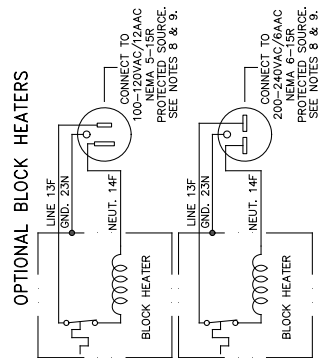 OPTIONAL BLOCK HEATERS
LINE 13F
GND. 23N
NEUT. 14F
BLOCK HEATER
CONNECT TO
100-120VAC/12AAC
NEMA 5-15R
PROTECTED SOURCE.
SEE NOTES 8 & 9.
LINE 13F
GND. 23N
NEUT. 14F
BLOCK HEATER
CONNECT TO
200-240VAC/6AAC
NEMA 6-15R
PROTECTED SOURCE.
SEE NOTES 8 & 9.